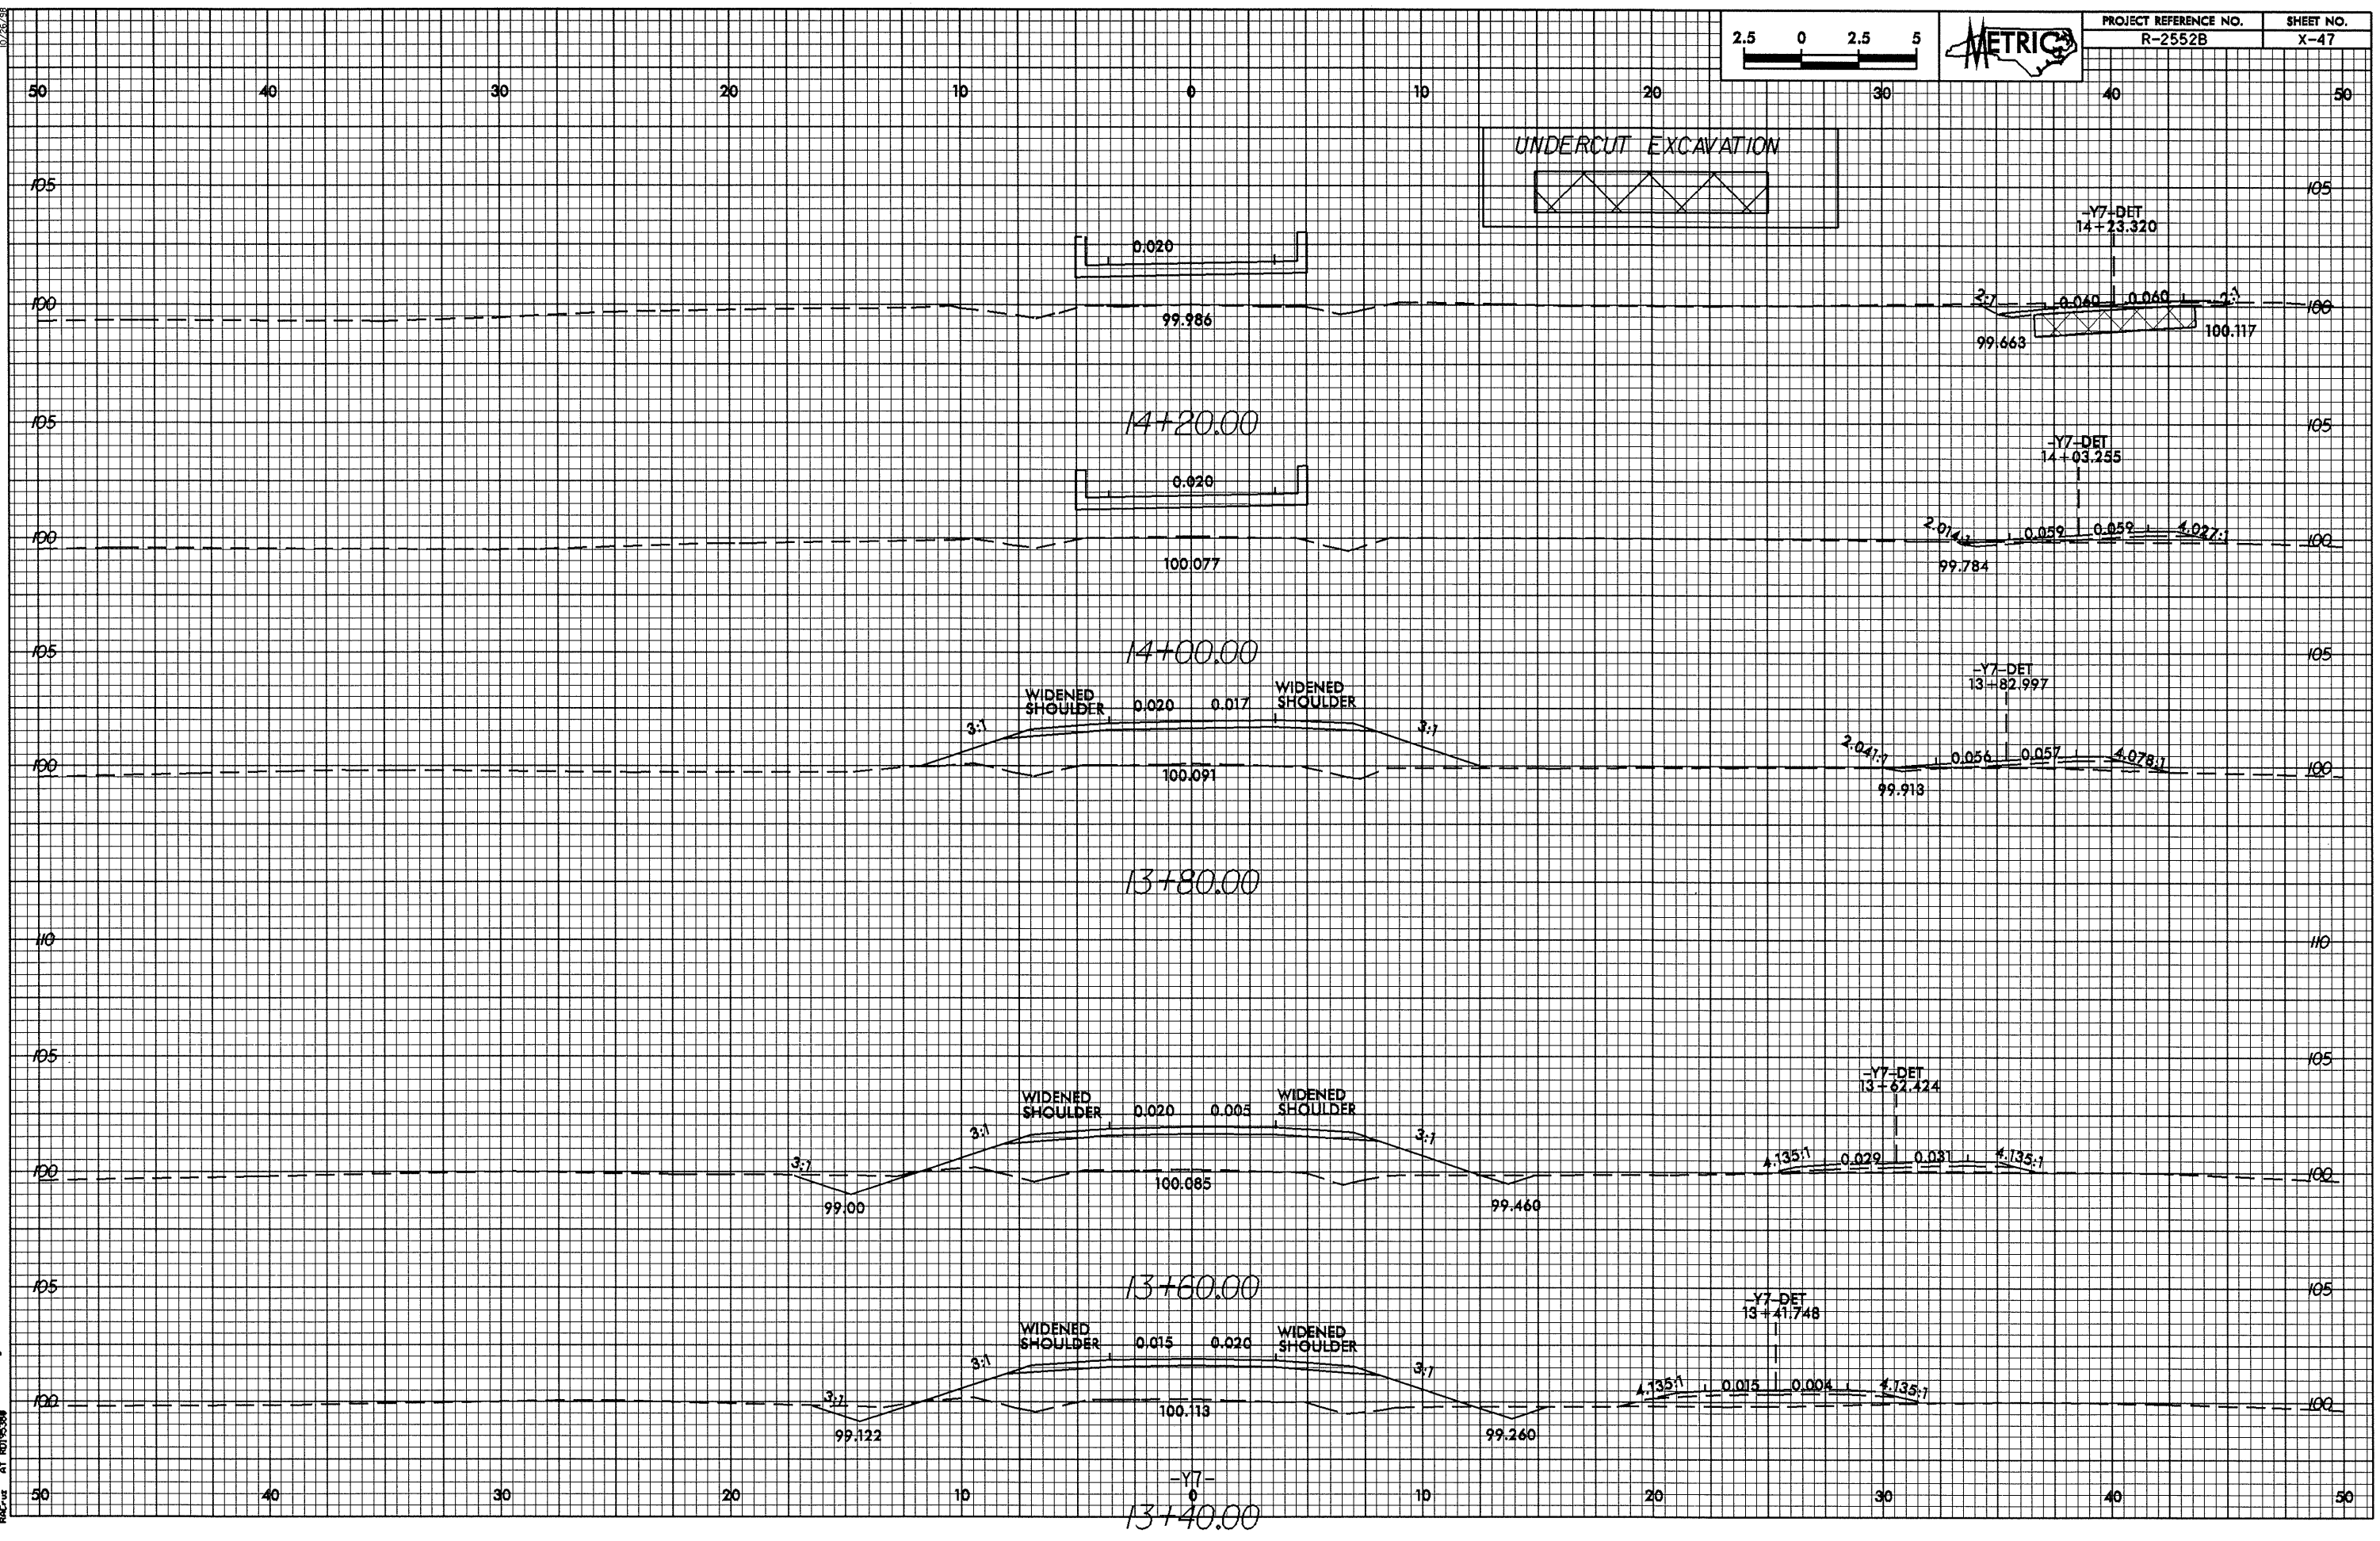 10/26/98
2.5 0 2.5 5
METRIC
PROJECT REFERENCE NO. SHEET NO.
R-2552B X-47
50 40 30 20 10 0 10 20 30 40 50
UNDERCUT EXCAVATION
105 105
-Y7-DET
14+23.320
0.020
100 2:1 0.060 0.060 2:1 100
99.986
99.663 100.117
14+20.00
105 105
-Y7-DET
14+03.255
0.020
100 2.014:1 0.059 0.059 4.027:1 100
100.077
99.784
14+00.00
105 105
-Y7-DET
13+82.997
WIDENED WIDENED
SHOULDER 0.020 0.017 SHOULDER
3:1 3:1
2.041:1 0.056 0.057 4.078:1
100 100
100.091
99.913
13+80.00
110 110
105 105
-Y7-DET
13+62.424
WIDENED WIDENED
SHOULDER 0.020 0.005 SHOULDER
3:1 3:1
100 3:1 4.135:1 0.029 0.031 4.135:1 100
100.085
99.00 99.460
13+60.00
105 105
-Y7-DET
13+41.748
WIDENED WIDENED
SHOULDER 0.015 0.020 SHOULDER
3:1 3:1
4.135:1 0.015 0.004 4.135:1
100 3:1 100
100.113
99.122 99.260
-Y7-
50 40 30 20 10 0 10 20 30 40 50
13+40.00